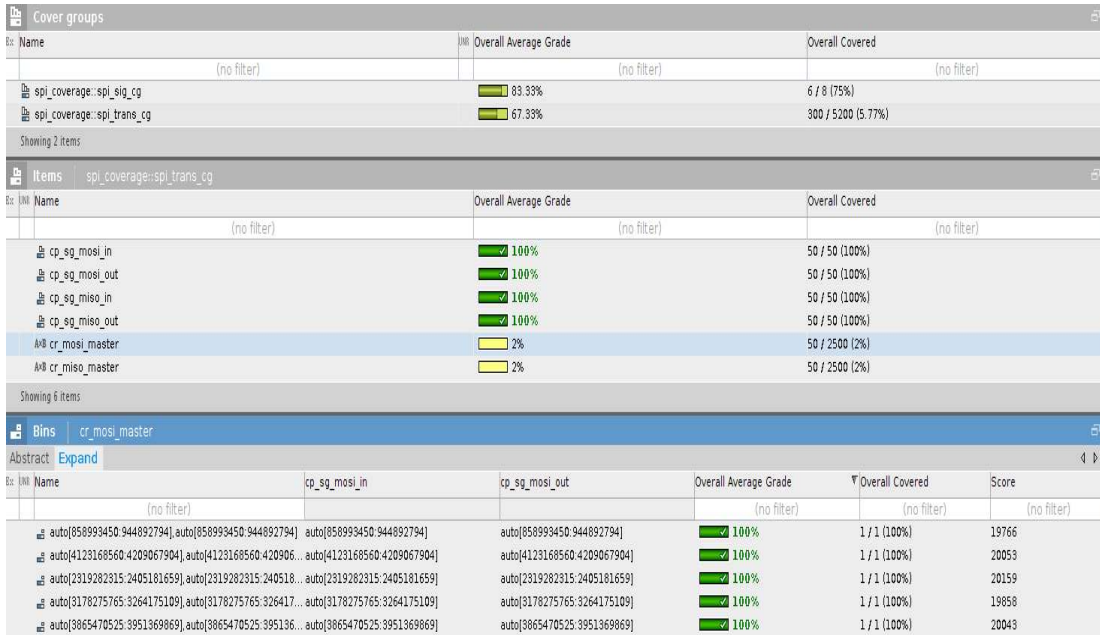 Cover groups
Ex Name UNR Overall Average Grade Overall Covered
(no filter) (no filter) (no filter)
spi_coverage::spi_sig_cg 83.33% 6 / 8 (75%)
spi_coverage::spi_trans_cg 67.33% 300 / 5200 (5.77%)
Showing 2 items
Items spi_coverage::spi_trans_cg
Ex UNR Name Overall Average Grade Overall Covered
(no filter) (no filter) (no filter)
cp_sg_mosi_in 100% 50 / 50 (100%)
cp_sg_mosi_out 100% 50 / 50 (100%)
cp_sg_miso_in 100% 50 / 50 (100%)
cp_sg_miso_out 100% 50 / 50 (100%)
A×B cr_mosi_master 2% 50 / 2500 (2%)
A×B cr_miso_master 2% 50 / 2500 (2%)
Showing 6 items
Bins cr_mosi_master
Abstract Expand
Ex UNR Name cp_sg_mosi_in cp_sg_mosi_out Overall Average Grade Overall Covered Score
(no filter) (no filter) (no filter) (no filter)
auto[858993450:944892794],auto[858993450:944892794] auto[858993450:944892794] auto[858993450:944892794] 100% 1 / 1 (100%) 19766
auto[4123168560:4209067904],auto[4123168560:420906... auto[4123168560:4209067904] auto[4123168560:4209067904] 100% 1 / 1 (100%) 20053
auto[2319282315:2405181659],auto[2319282315:240518... auto[2319282315:2405181659] auto[2319282315:2405181659] 100% 1 / 1 (100%) 20159
auto[3178275765:3264175109],auto[3178275765:326417... auto[3178275765:3264175109] auto[3178275765:3264175109] 100% 1 / 1 (100%) 19858
auto[3865470525:3951369869],auto[3865470525:395136... auto[3865470525:3951369869] auto[3865470525:3951369869] 100% 1 / 1 (100%) 20043